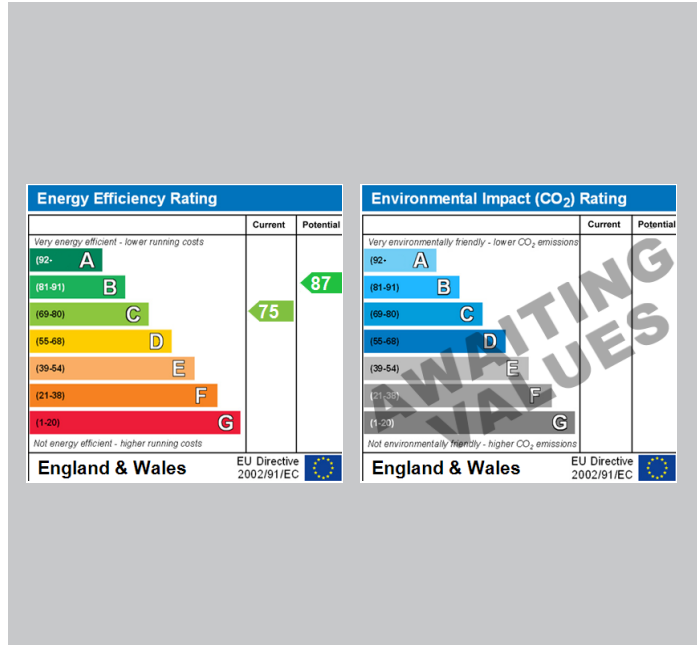 Energy Efficiency Rating
Current Potential
Very energy efficient - lower running costs
(92- A
(81-91) B
87
(69-80) C
75
(55-68) D
(39-54) E
(21-38) F
(1-20) G
Not energy efficient - higher running costs
England & Wales
EU Directive
2002/91/EC
Environmental Impact (CO2) Rating
Current Potential
Very environmentally friendly - lower CO2 emissions
(92- A
(81-91) B
(69-80) C
(55-68) D
(39-54) E
(21-38) F
(1-20) G
AWAITING
VALUES
Not environmentally friendly - higher CO2 emissions
England & Wales
EU Directive
2002/91/EC